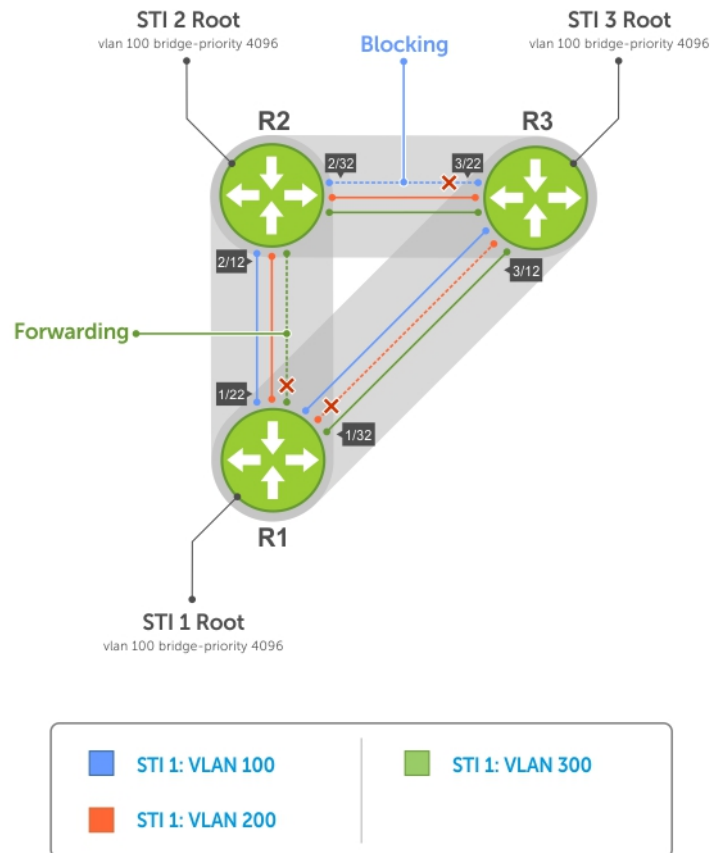 STI 2 Root
vlan 100 bridge-priority 4096
STI 3 Root
vlan 100 bridge-priority 4096
Blocking
R2
R3
2/32
3/22
2/12
3/12
Forwarding
1/22
1/32
R1
STI 1 Root
vlan 100 bridge-priority 4096
STI 1: VLAN 100
STI 1: VLAN 300
STI 1: VLAN 200